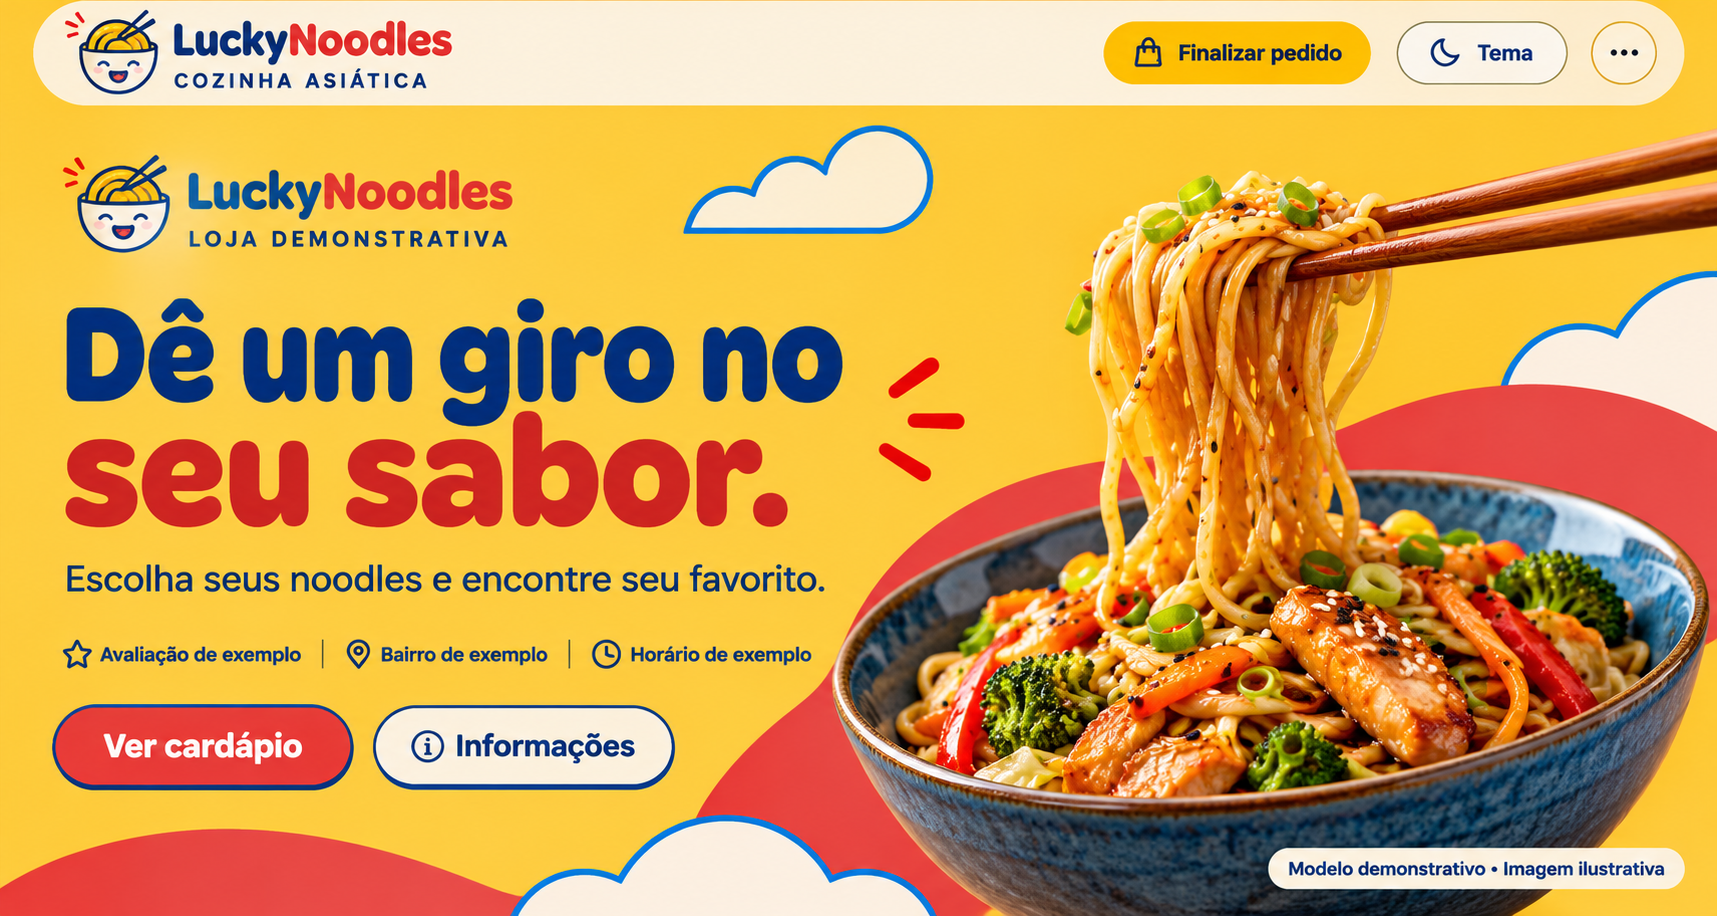 LuckyNoodles
COZINHA ASIÁTICA
Finalizar pedido
Tema
LuckyNoodles
LOJA DEMONSTRATIVA
Dê um giro no
seu sabor.
Escolha seus noodles e encontre seu favorito.
Avaliação de exemplo
Bairro de exemplo
Horário de exemplo
Ver cardápio
Informações
Modelo demonstrativo • Imagem ilustrativa